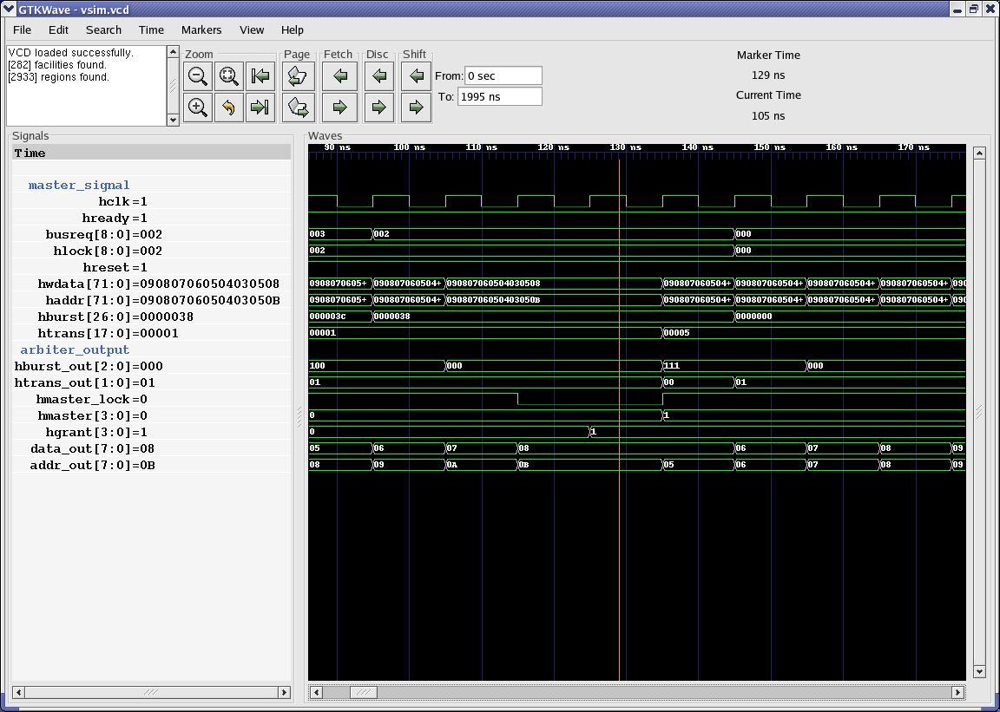 GTKWave - vsim.vcd
File Edit Search Time Markers View Help
VCD loaded successfully.
[282] facilities found.
[2933] regions found.
Zoom Page Fetch Disc Shift
From: 0 sec
To: 1995 ns
Marker Time
129 ns
Current Time
105 ns
Signals
Time
master_signal
hclk=1
hready=1
busreq[8:0]=002
hlock[8:0]=002
hreset=1
hwdata[71:0]=090807060504030508
haddr[71:0]=09080706050403050B
hburst[26:0]=0000038
htrans[17:0]=00001
arbiter_output
hburst_out[2:0]=000
htrans_out[1:0]=01
hmaster_lock=0
hmaster[3:0]=0
hgrant[3:0]=1
data_out[7:0]=08
addr_out[7:0]=0B
Waves
90 ns 100 ns 110 ns 120 ns 130 ns 140 ns 150 ns 160 ns 170 ns
003 002 000
002 000
0908070605+ 090807060504+ 090807060504030508 090807060504+ 090807060504+ 090807060504+ 090807060504+ 090
0908070605+ 090807060504+ 09080706050403050B 090807060504+ 090807060504+ 090807060504+ 090807060504+ 090
000003c 0000038 0000000
00001 00005
100 000 111 000
01 00 01
0 1
0 1
05 06 07 08 06 07 08 09
08 09 0A 0B 05 06 07 08 09